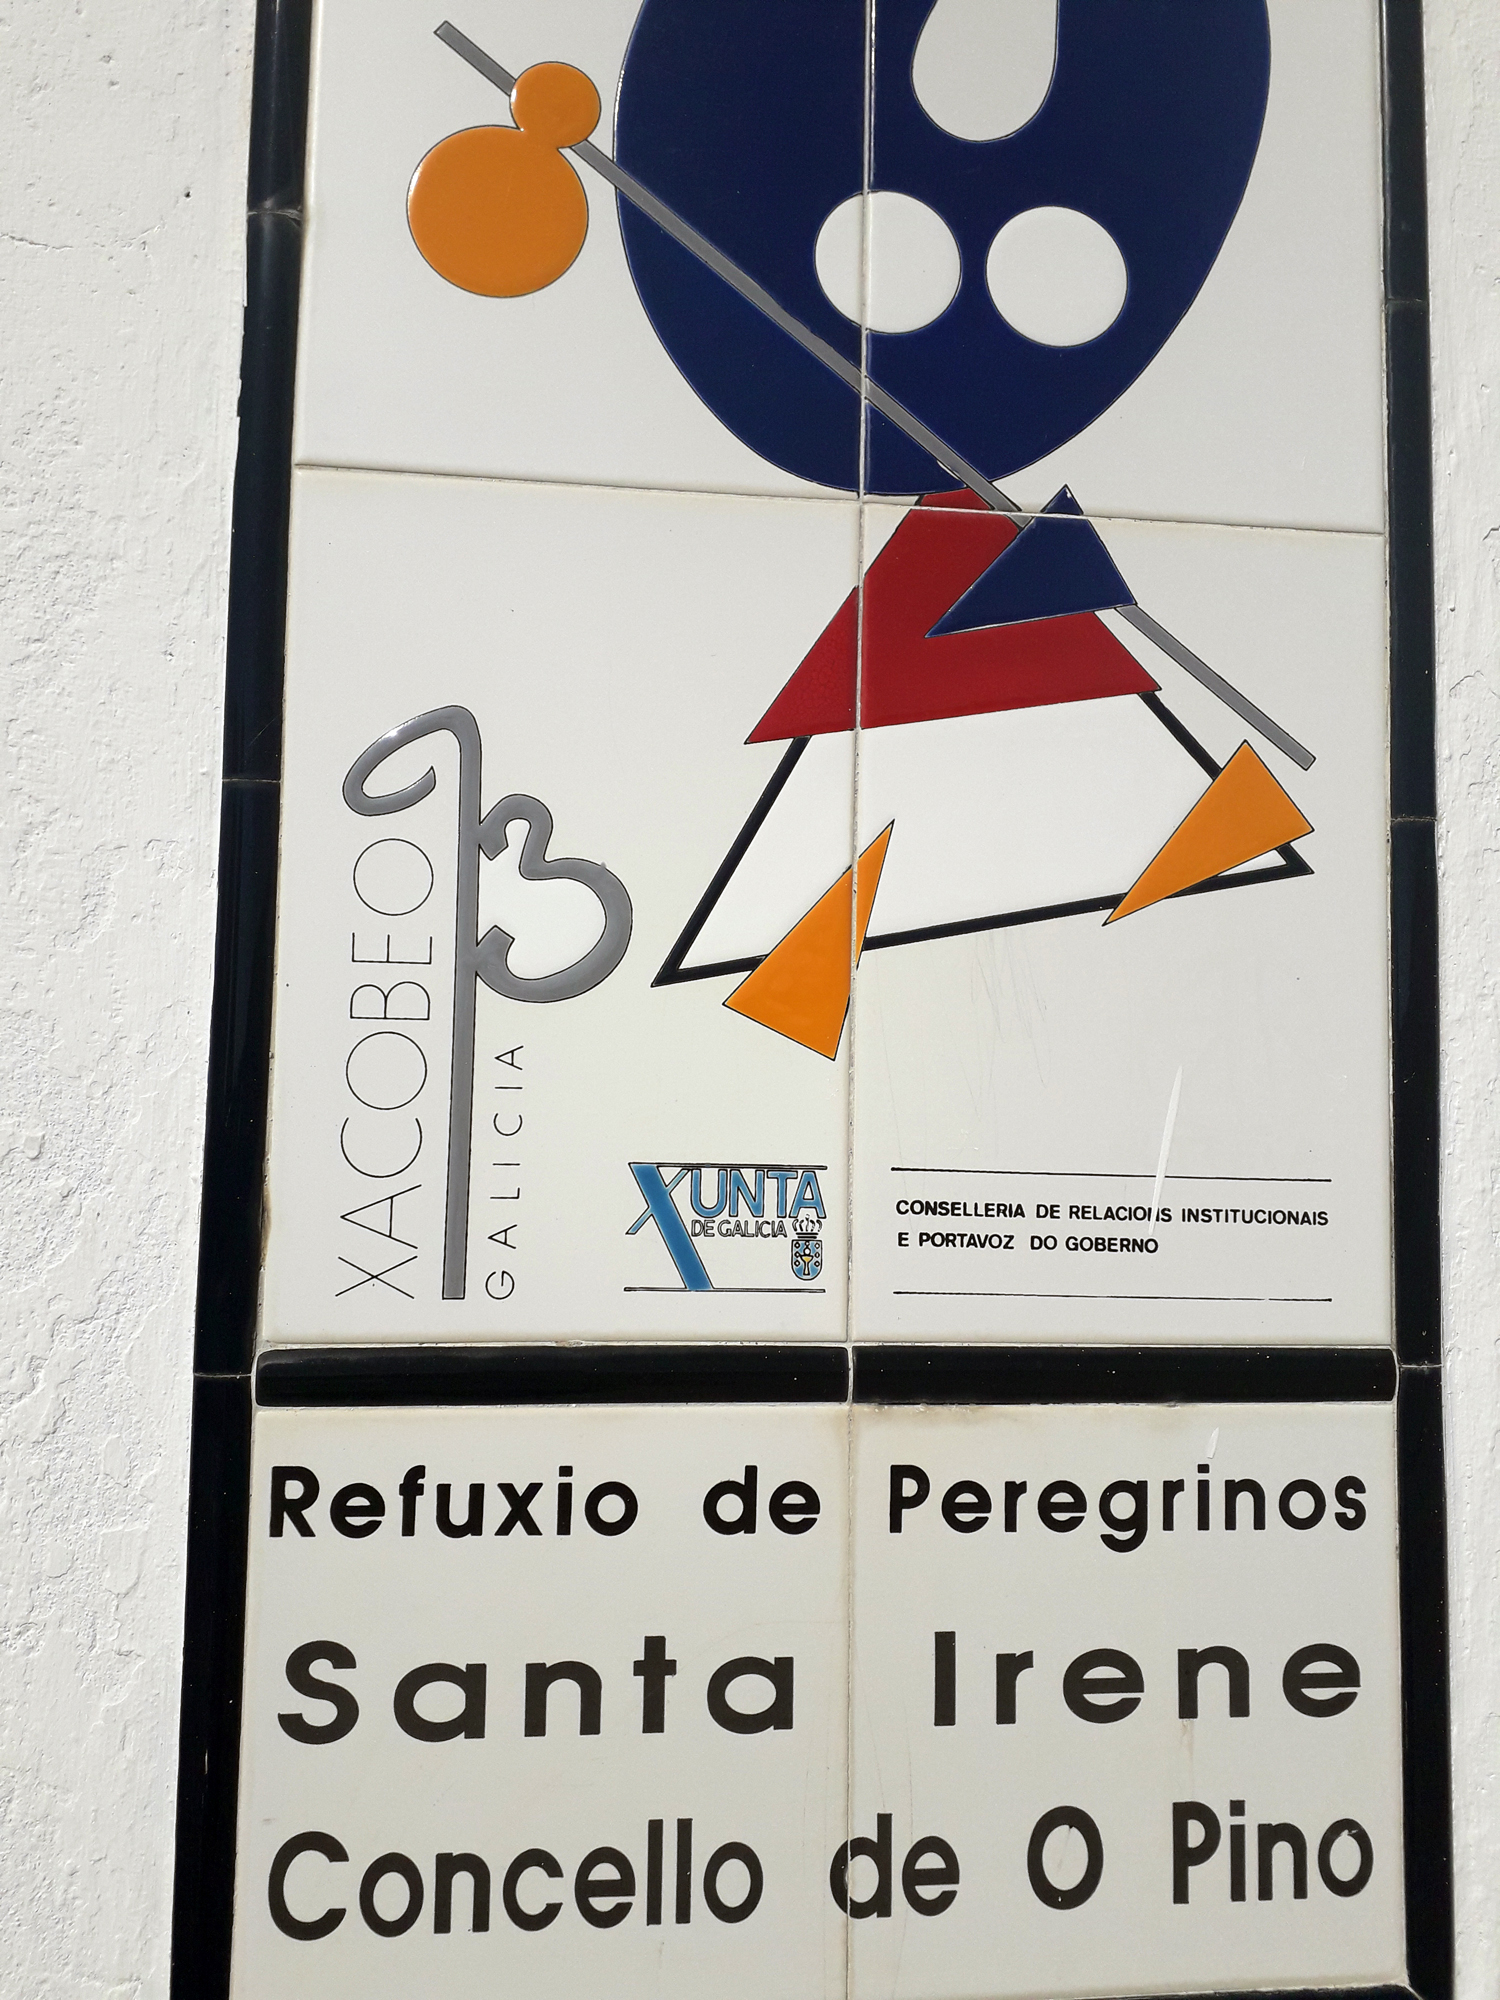 XACOBEO
93
GALICIA
XUNTA
DE GALICIA
CONSELLERIA DE RELACIONS INSTITUCIONAIS
E PORTAVOZ DO GOBERNO
Refuxio de Peregrinos
Santa Irene
Concello de O Pino